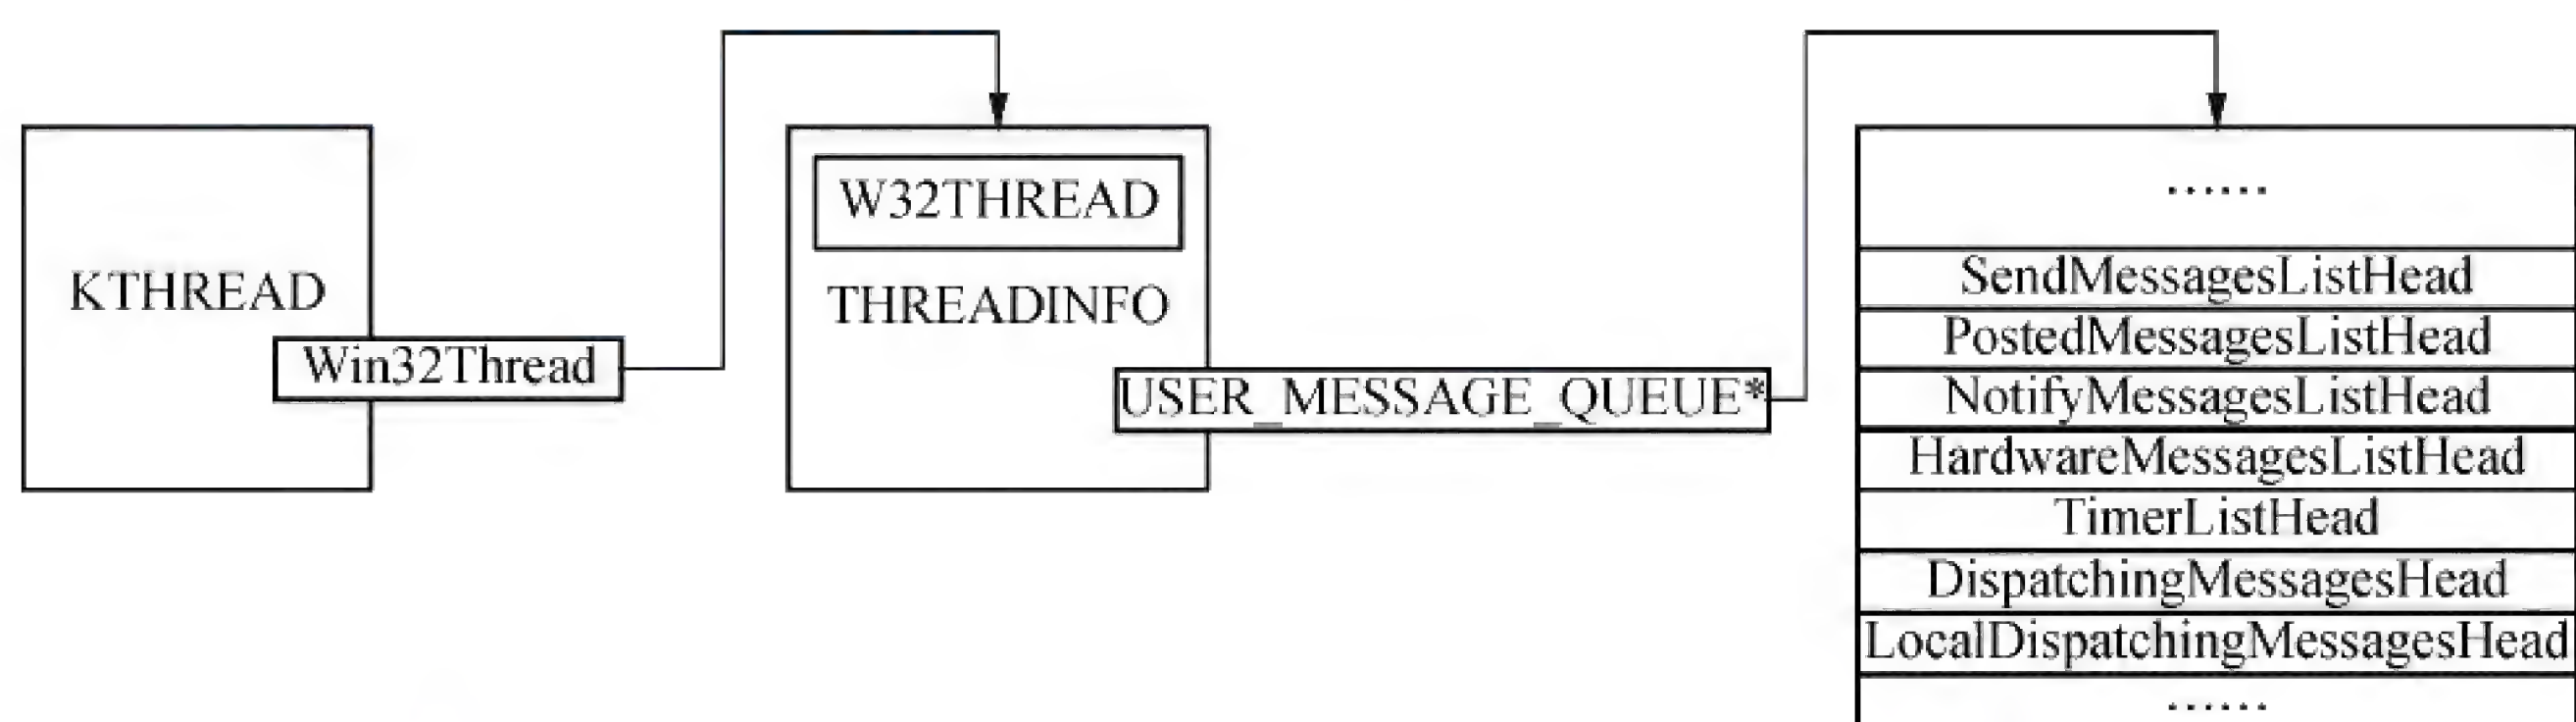 KTHREAD
Win32Thread
W32THREAD
THREADINFO
USER_MESSAGE_QUEUE*
......
SendMessagesListHead
PostedMessagesListHead
NotifyMessagesListHead
HardwareMessagesListHead
TimerListHead
DispatchingMessagesHead
LocalDispatchingMessagesHead
......